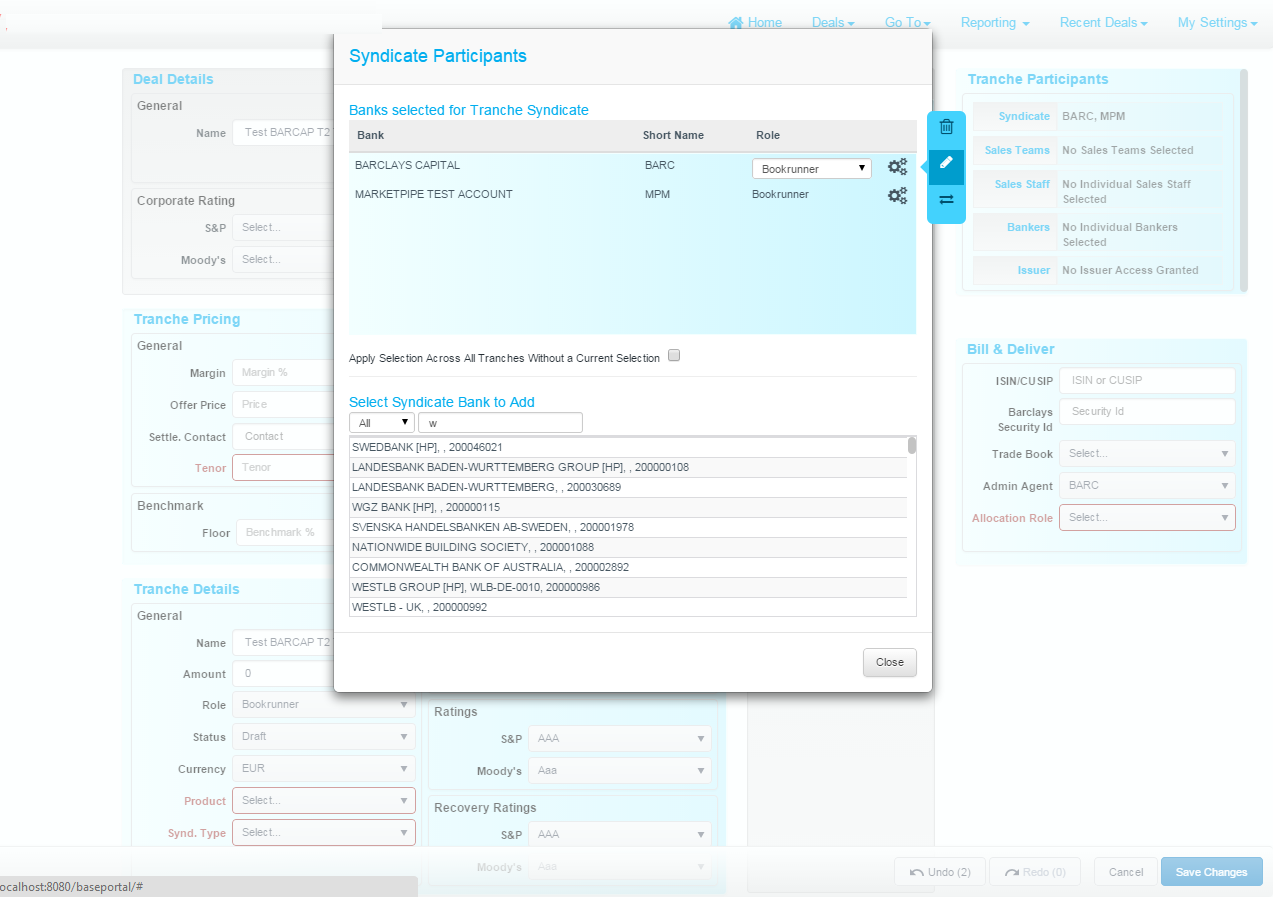 Home
Deals
Go To
Reporting
Recent Deals
My Settings
Syndicate Participants
Banks selected for Tranche Syndicate
Bank Short Name Role
BARCLAYS CAPITAL BARC Bookrunner
MARKETPIPE TEST ACCOUNT MPM Bookrunner
Apply Selection Across All Tranches Without a Current Selection
Select Syndicate Bank to Add
All w
SWEDBANK [HP], , 200046021
LANDESBANK BADEN-WURTTEMBERG GROUP [HP], , 200000108
LANDESBANK BADEN-WURTTEMBERG, , 200030689
WGZ BANK [HP], , 200000115
SVENSKA HANDELSBANKEN AB-SWEDEN, , 200001978
NATIONWIDE BUILDING SOCIETY, , 200001088
COMMONWEALTH BANK OF AUSTRALIA, , 200002892
WESTLB GROUP [HP], WLB-DE-0010, 200000986
WESTLB - UK, , 200000992
Close
Deal Details
General
Name Test BARCAP T2
Corporate Rating
S&P Select...
Moody's Select...
Tranche Pricing
General
Margin Margin %
Offer Price Price
Settle. Contact Contact
Tenor Tenor
Benchmark
Floor Benchmark %
Tranche Details
General
Name Test BARCAP T2
Amount 0
Role Bookrunner
Status Draft
Currency EUR
Product Select...
Synd. Type Select...
Ratings
S&P AAA
Moody's Aaa
Recovery Ratings
S&P AAA
Moody's Aaa
Tranche Participants
Syndicate BARC, MPM
Sales Teams No Sales Teams Selected
Sales Staff No Individual Sales Staff
Selected
Bankers No Individual Bankers
Selected
Issuer No Issuer Access Granted
Bill & Deliver
ISIN/CUSIP ISIN or CUSIP
Barclays Security Id
Security Id
Trade Book Select...
Admin Agent BARC
Allocation Role Select...
Undo (2)
Redo (0)
Cancel
Save Changes
ocalhost:8080/baseportal/#